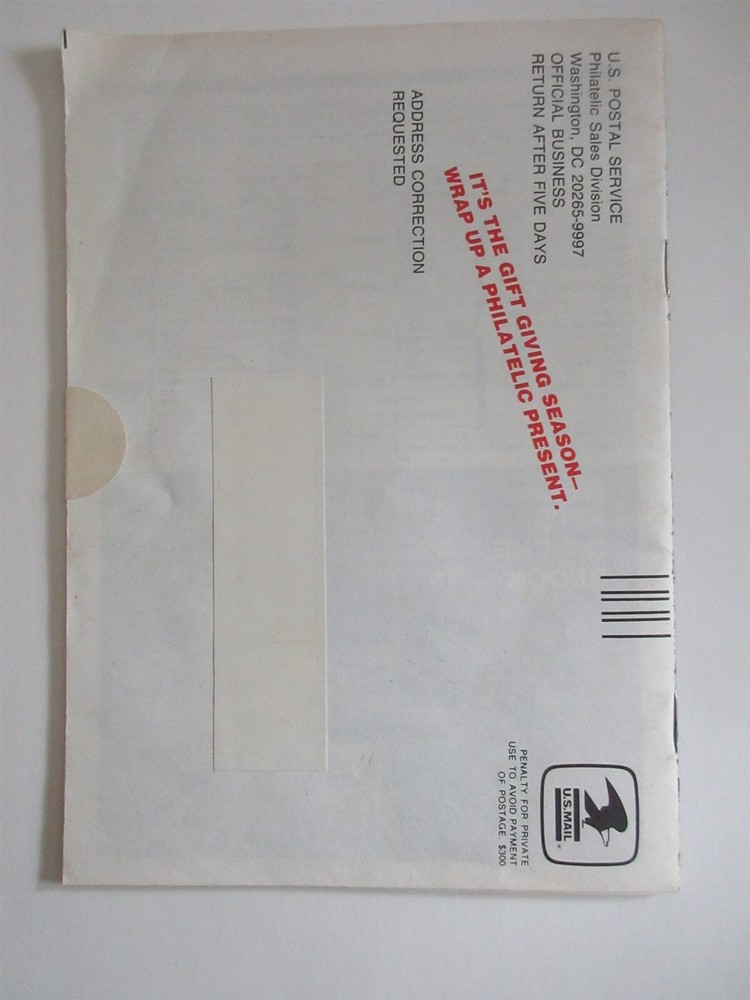 U.S. POSTAL SERVICE
Philatelic Sales Division
Washington, DC 20265-9997
OFFICIAL BUSINESS
RETURN AFTER FIVE DAYS
IT'S THE GIFT GIVING SEASON—
WRAP UP A PHILATELIC PRESENT.
ADDRESS CORRECTION
REQUESTED
U.S.MAIL
PENALTY FOR PRIVATE
USE TO AVOID PAYMENT
OF POSTAGE. $300